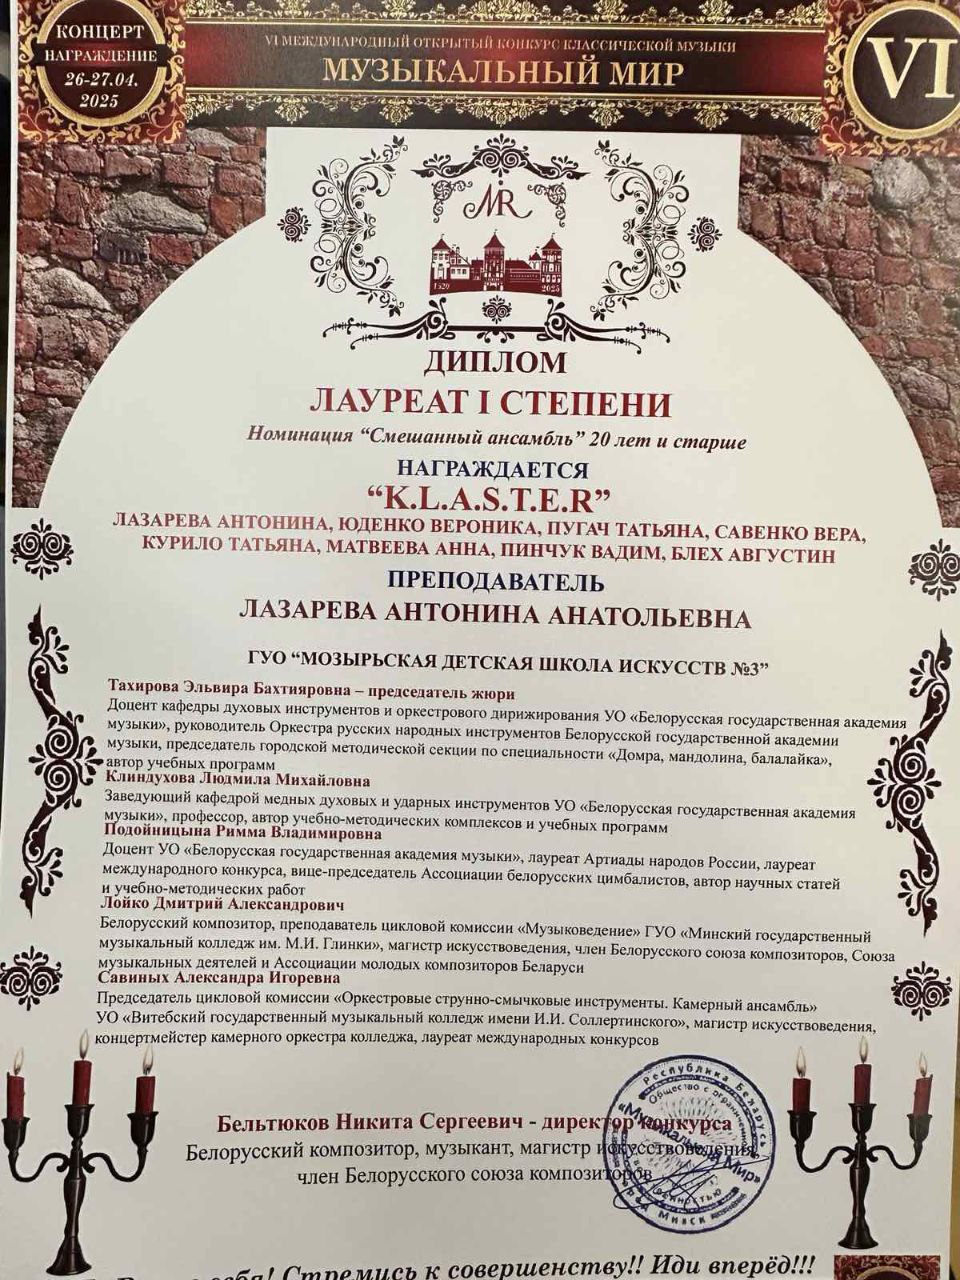 КОНЦЕРТ
НАГРАЖДЕНИЕ
26-27.04.
2025
VI МЕЖДУНАРОДНЫЙ ОТКРЫТЫЙ КОНКУРС КЛАССИЧЕСКОЙ МУЗЫКИ
МУЗЫКАЛЬНЫЙ МИР
VI
MR
1520 2025
ДИПЛОМ
ЛАУРЕАТ I СТЕПЕНИ
Номинация “Смешанный ансамбль” 20 лет и старше
НАГРАЖДАЕТСЯ
“K.L.A.S.T.E.R”
ЛАЗАРЕВА АНТОНИНА, ЮДЕНКО ВЕРОНИКА, ПУГАЧ ТАТЬЯНА, САВЕНКО ВЕРА,
КУРИЛО ТАТЬЯНА, МАТВЕЕВА АННА, ПИНЧУК ВАДИМ, БЛЕХ АВГУСТИН
ПРЕПОДАВАТЕЛЬ
ЛАЗАРЕВА АНТОНИНА АНАТОЛЬЕВНА
ГУО “МОЗЫРЬСКАЯ ДЕТСКАЯ ШКОЛА ИСКУССТВ №3”
Тахирова Эльвира Бахтияровна – председатель жюри
Доцент кафедры духовых инструментов и оркестрового дирижирования УО «Белорусская государственная академия
музыки», руководитель Оркестра русских народных инструментов Белорусской государственной академии
музыки, председатель городской методической секции по специальности «Домра, мандолина, балалайка»,
автор учебных программ
Клиндухова Людмила Михайловна
Заведующий кафедрой медных духовых и ударных инструментов УО «Белорусская государственная академия
музыки», профессор, автор учебно-методических комплексов и учебных программ
Подойницына Римма Владимировна
Доцент УО «Белорусская государственная академия музыки», лауреат Артиады народов России, лауреат
международного конкурса, вице-председатель Ассоциации белорусских цимбалистов, автор научных статей
и учебно-методических работ
Лойко Дмитрий Александрович
Белорусский композитор, преподаватель цикловой комиссии «Музыковедение» ГУО «Минский государственный
музыкальный колледж им. М.И. Глинки», магистр искусствоведения, член Белорусского союза композиторов, Союза
музыкальных деятелей и Ассоциации молодых композиторов Беларуси
Савиных Александра Игоревна
Председатель цикловой комиссии «Оркестровые струнно-смычковые инструменты. Камерный ансамбль»
УО «Витебский государственный музыкальный колледж имени И.И. Соллертинского», магистр искусствоведения,
концертмейстер камерного оркестра колледжа, лауреат международных конкурсов
Бельтюков Никита Сергеевич - директор конкурса
Белорусский композитор, музыкант, магистр искусствоведения,
член Белорусского союза композиторов
Республика Беларусь
Общество с ограниченной
«Музыкальный Мир»
город Минск
себя! Стремись к совершенству!! Иди вперёд!!!